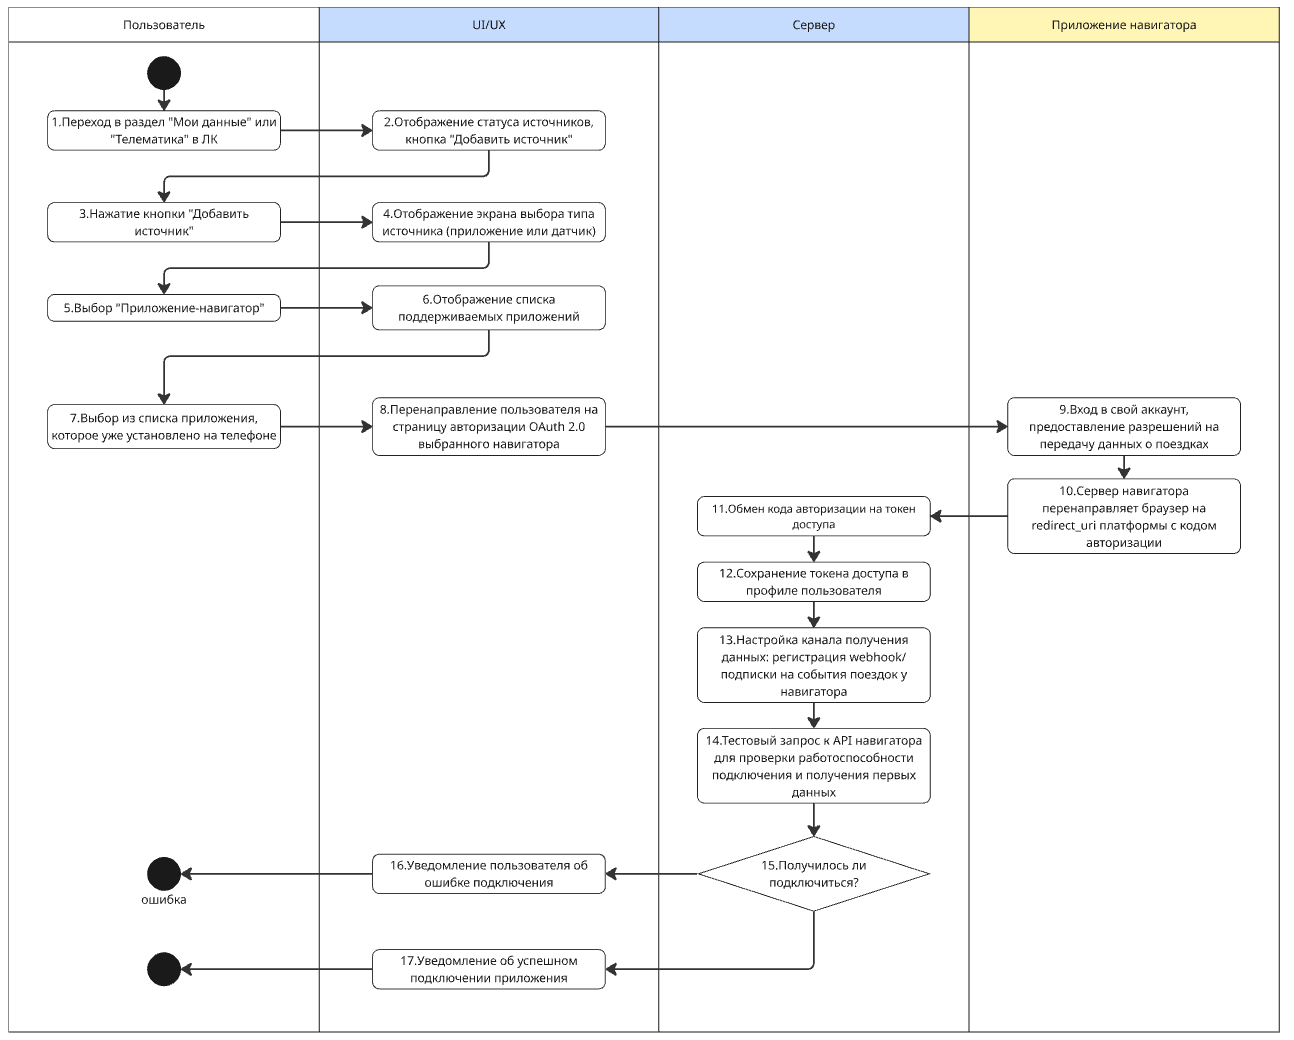 Пользователь
UI/UX
Сервер
Приложение навигатора
1.Переход в раздел "Мои данные" или
"Телематика" в ЛК
2.Отображение статуса источников,
кнопка "Добавить источник"
3.Нажатие кнопки "Добавить
источник"
4.Отображение экрана выбора типа
источника (приложение или датчик)
5.Выбор "Приложение-навигатор"
6.Отображение списка
поддерживаемых приложений
7.Выбор из списка приложения,
которое уже установлено на телефоне
8.Перенаправление пользователя на
страницу авторизации OAuth 2.0
выбранного навигатора
9.Вход в свой аккаунт,
предоставление разрешений на
передачу данных о поездках
10.Сервер навигатора
перенаправляет браузер на
redirect_uri платформы с кодом
авторизации
11.Обмен кода авторизации на токен
доступа
12.Сохранение токена доступа в
профиле пользователя
13.Настройка канала получения
данных: регистрация webhook/
подписки на события поездок у
навигатора
14.Тестовый запрос к API навигатора
для проверки работоспособности
подключения и получения первых
данных
15.Получилось ли
подключиться?
16.Уведомление пользователя об
ошибке подключения
ошибка
17.Уведомление об успешном
подключении приложения